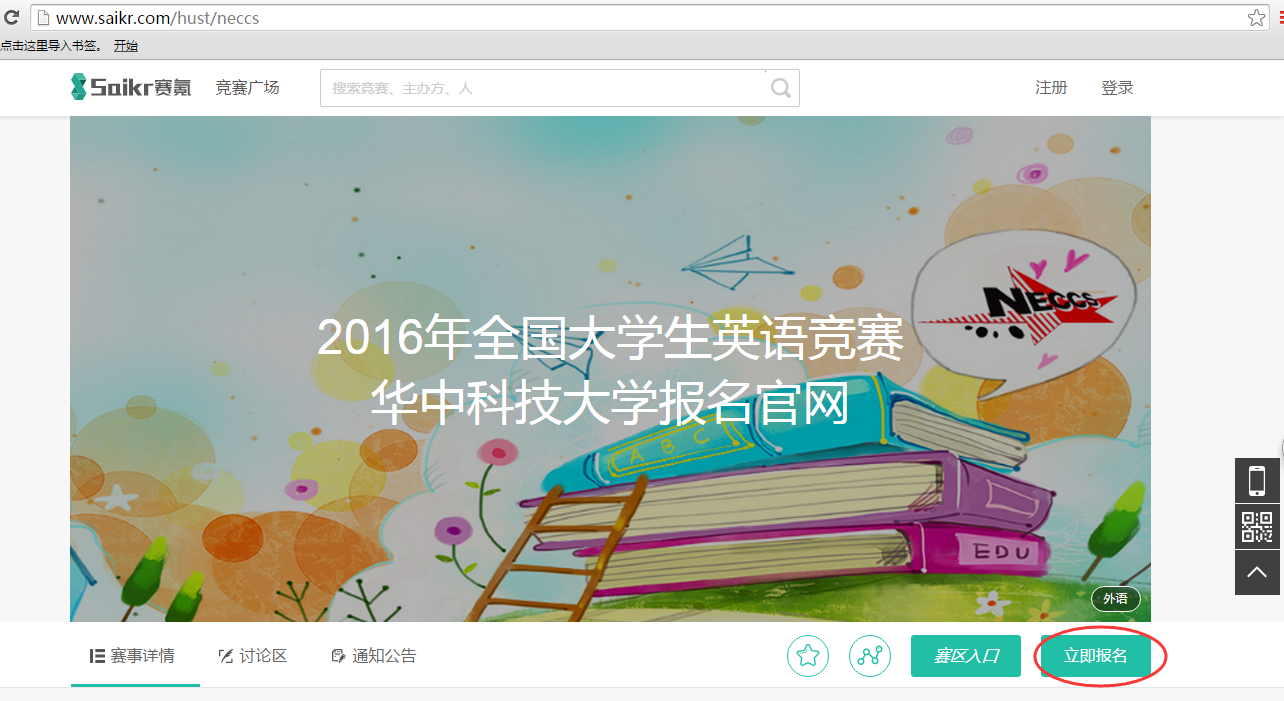 www.saikr.com/hust/neccs
点击这里导入书签。 开始
Saikr赛氪 竞赛广场 搜索竞赛、主办方、人 注册 登录
NECCS
2016年全国大学生英语竞赛
华中科技大学报名官网
ABC
EDU
外语
赛事详情 讨论区 通知公告 赛区入口 立即报名